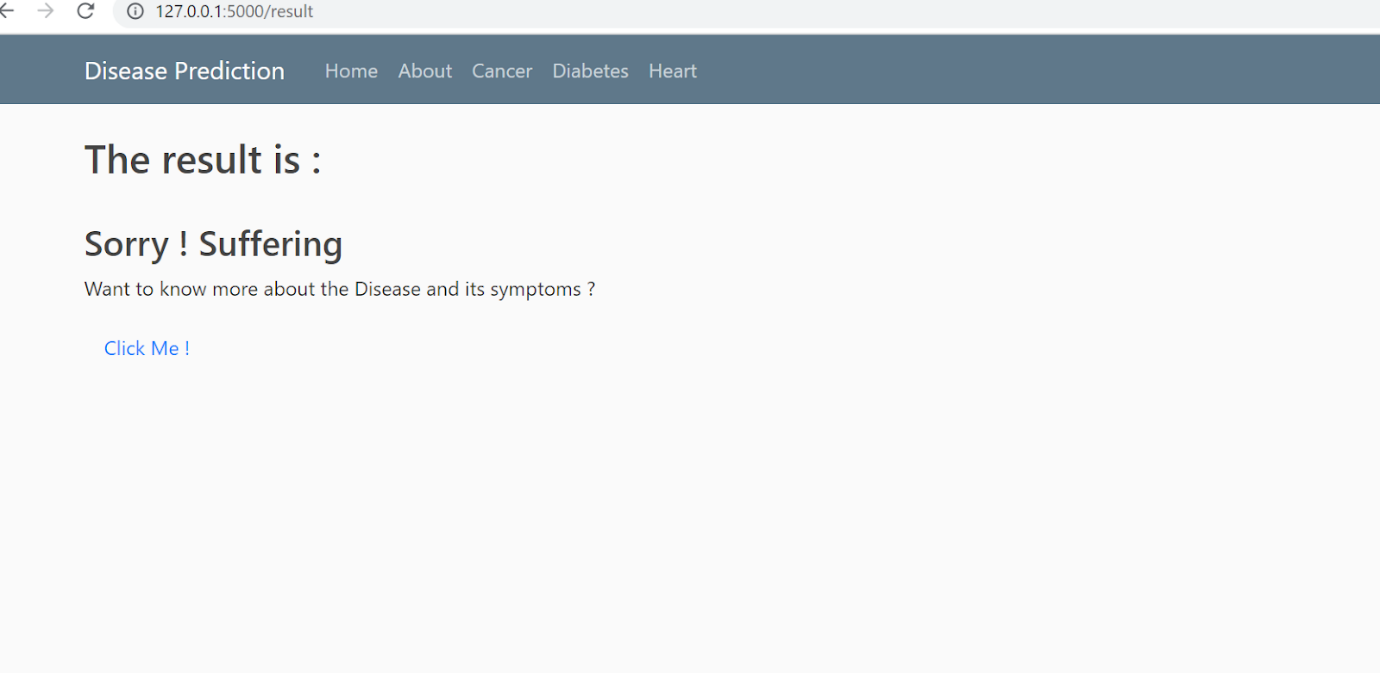 127.0.0.1:5000/result
Disease Prediction Home About Cancer Diabetes Heart
The result is :
Sorry ! Suffering
Want to know more about the Disease and its symptoms ?
Click Me !